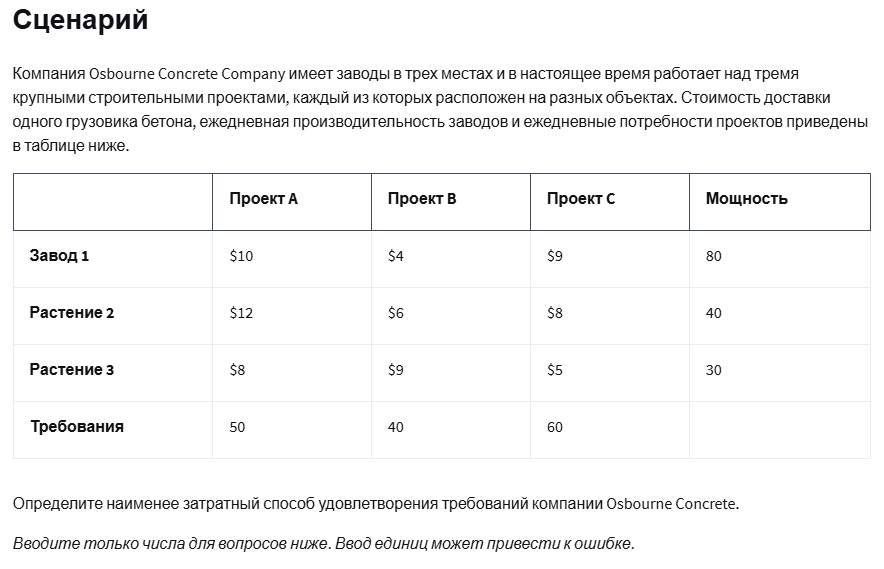 Сценарий
Компания Osbourne Concrete Company имеет заводы в трех местах и в настоящее время работает над тремя
крупными строительными проектами, каждый из которых расположен на разных объектах. Стоимость доставки
одного грузовика бетона, ежедневная производительность заводов и ежедневные потребности проектов приведены
в таблице ниже.
Проект A Проект B Проект C Мощность
Завод 1 $10 $4 $9 80
Растение 2 $12 $6 $8 40
Растение 3 $8 $9 $5 30
Требования 50 40 60
Определите наименее затратный способ удовлетворения требований компании Osbourne Concrete.
Вводите только числа для вопросов ниже. Ввод единиц может привести к ошибке.